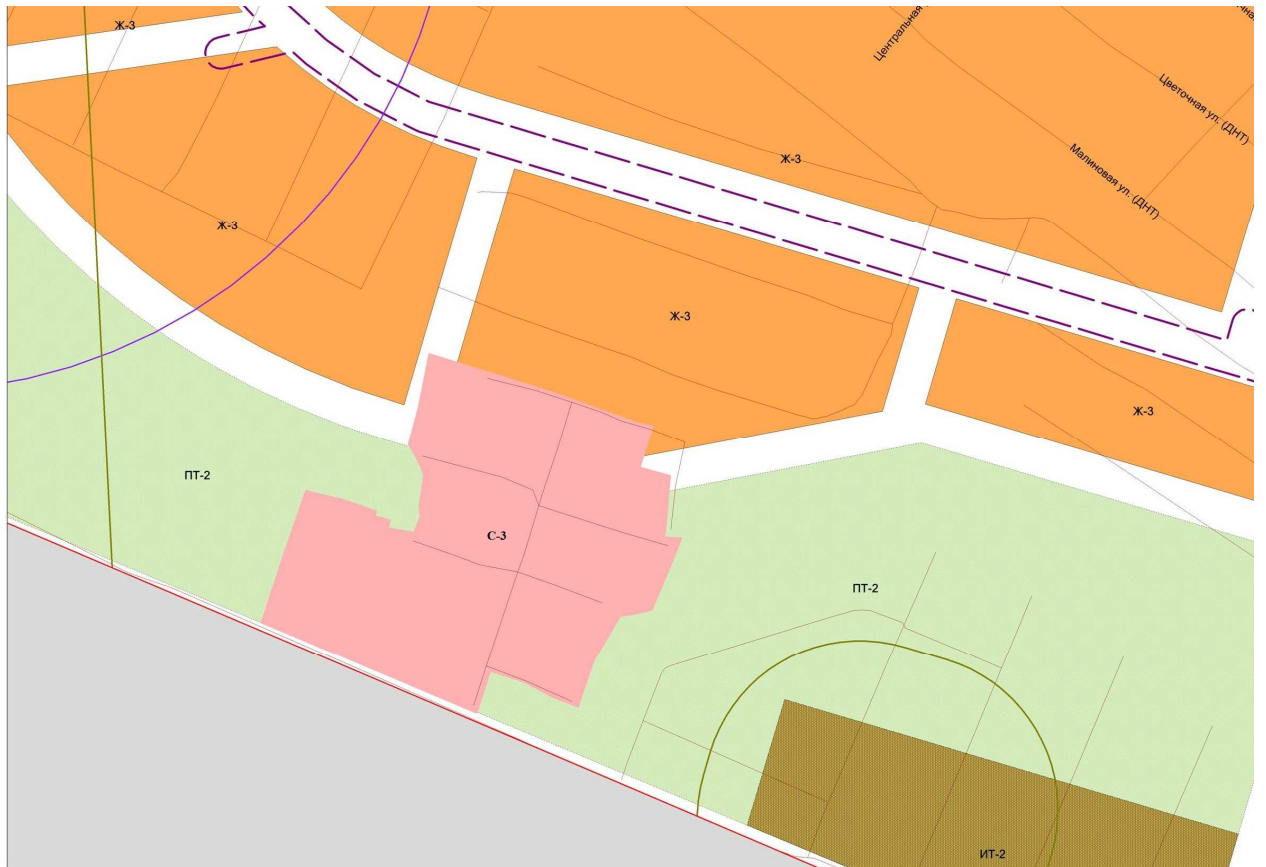 Ж-3
Центральная
Цветочная ул. (ДНТ)
Малиновая ул. (ДНТ)
Ж-3
Ж-3
Ж-3
Ж-3
ПТ-2
С-3
ПТ-2
ИТ-2